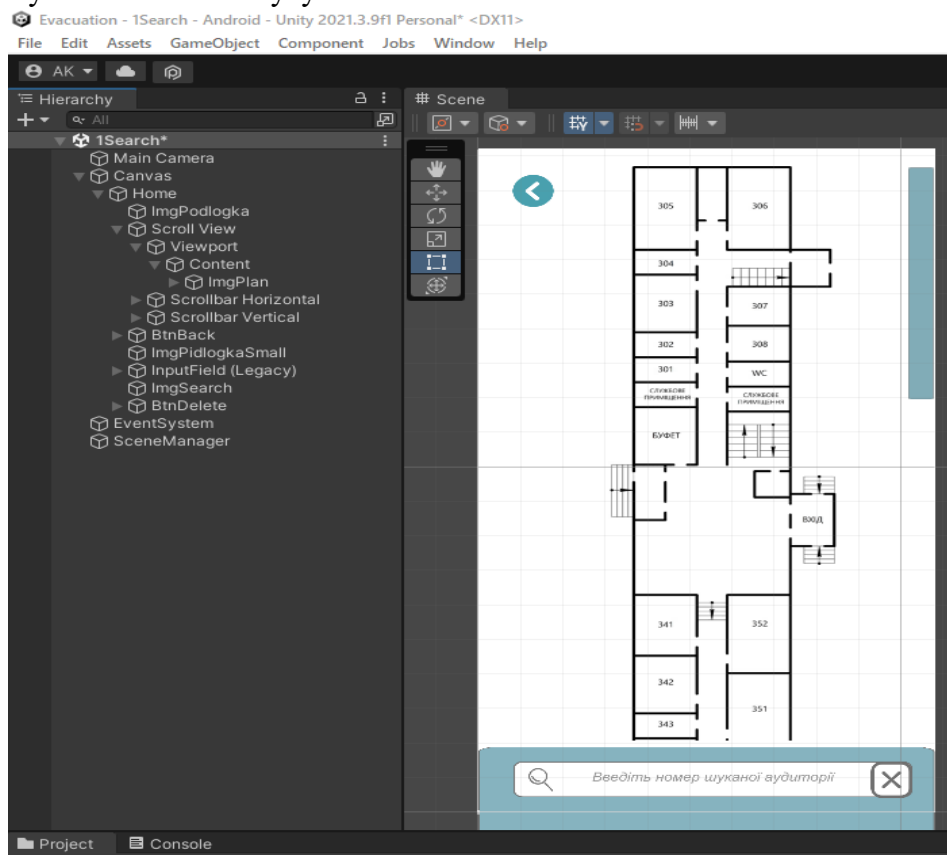 Evacuation - 1Search - Android - Unity 2021.3.9f1 Personal* <DX11>
File Edit Assets GameObject Component Jobs Window Help
AK
Hierarchy
# Scene
All
1Search*
Main Camera
Canvas
Home
ImgPodlogka
Scroll View
Viewport
Content
ImgPlan
Scrollbar Horizontal
Scrollbar Vertical
BtnBack
ImgPidlogkaSmall
InputField (Legacy)
ImgSearch
BtnDelete
EventSystem
SceneManager
305 306
304
303 307
302 308
301 WC
СЛУЖБОВЕ ПРИМІЩЕННЯ
СЛУЖБОВЕ ПРИМІЩЕННЯ
БУФЕТ
ВХІД
341 352
342
351
343
Введіть номер шуканої аудиторії
Project Console